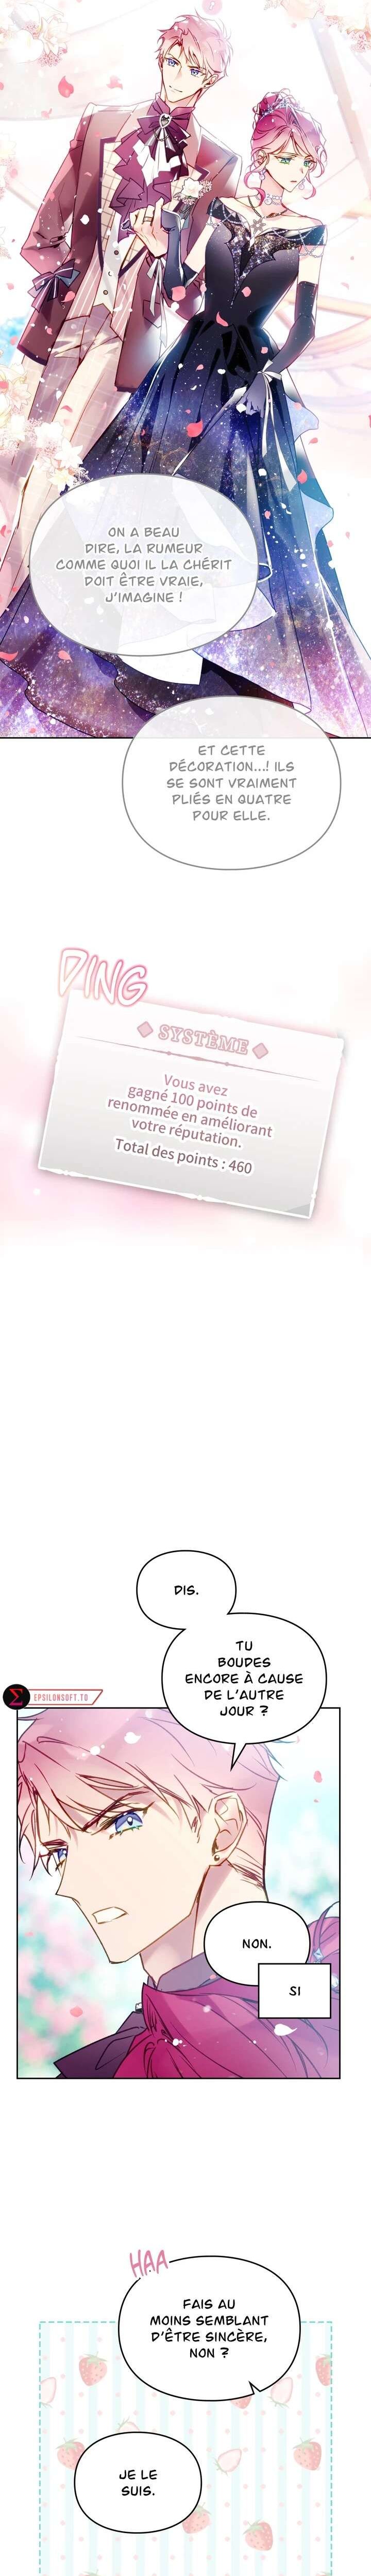 ON A BEAU
DIRE, LA RUMEUR
COMME QUOI IL LA CHÉRIT
DOIT ÊTRE VRAIE,
J'IMAGINE !
ET CETTE
DÉCORATION...! ILS
SE SONT VRAIMENT
PLIÉS EN QUATRE
POUR ELLE.
DING
SYSTÈME
Vous avez
gagné 100 points de
renommée en améliorant
votre réputation.
Total des points : 460
DIS.
TU
BOUDES
ENCORE À CAUSE
DE L'AUTRE
JOUR ?
EPSILONSOFT.TO
NON.
SI
HAA
FAIS AU
MOINS SEMBLANT
D'ÊTRE SINCÈRE,
NON ?
JE LE
SUIS.